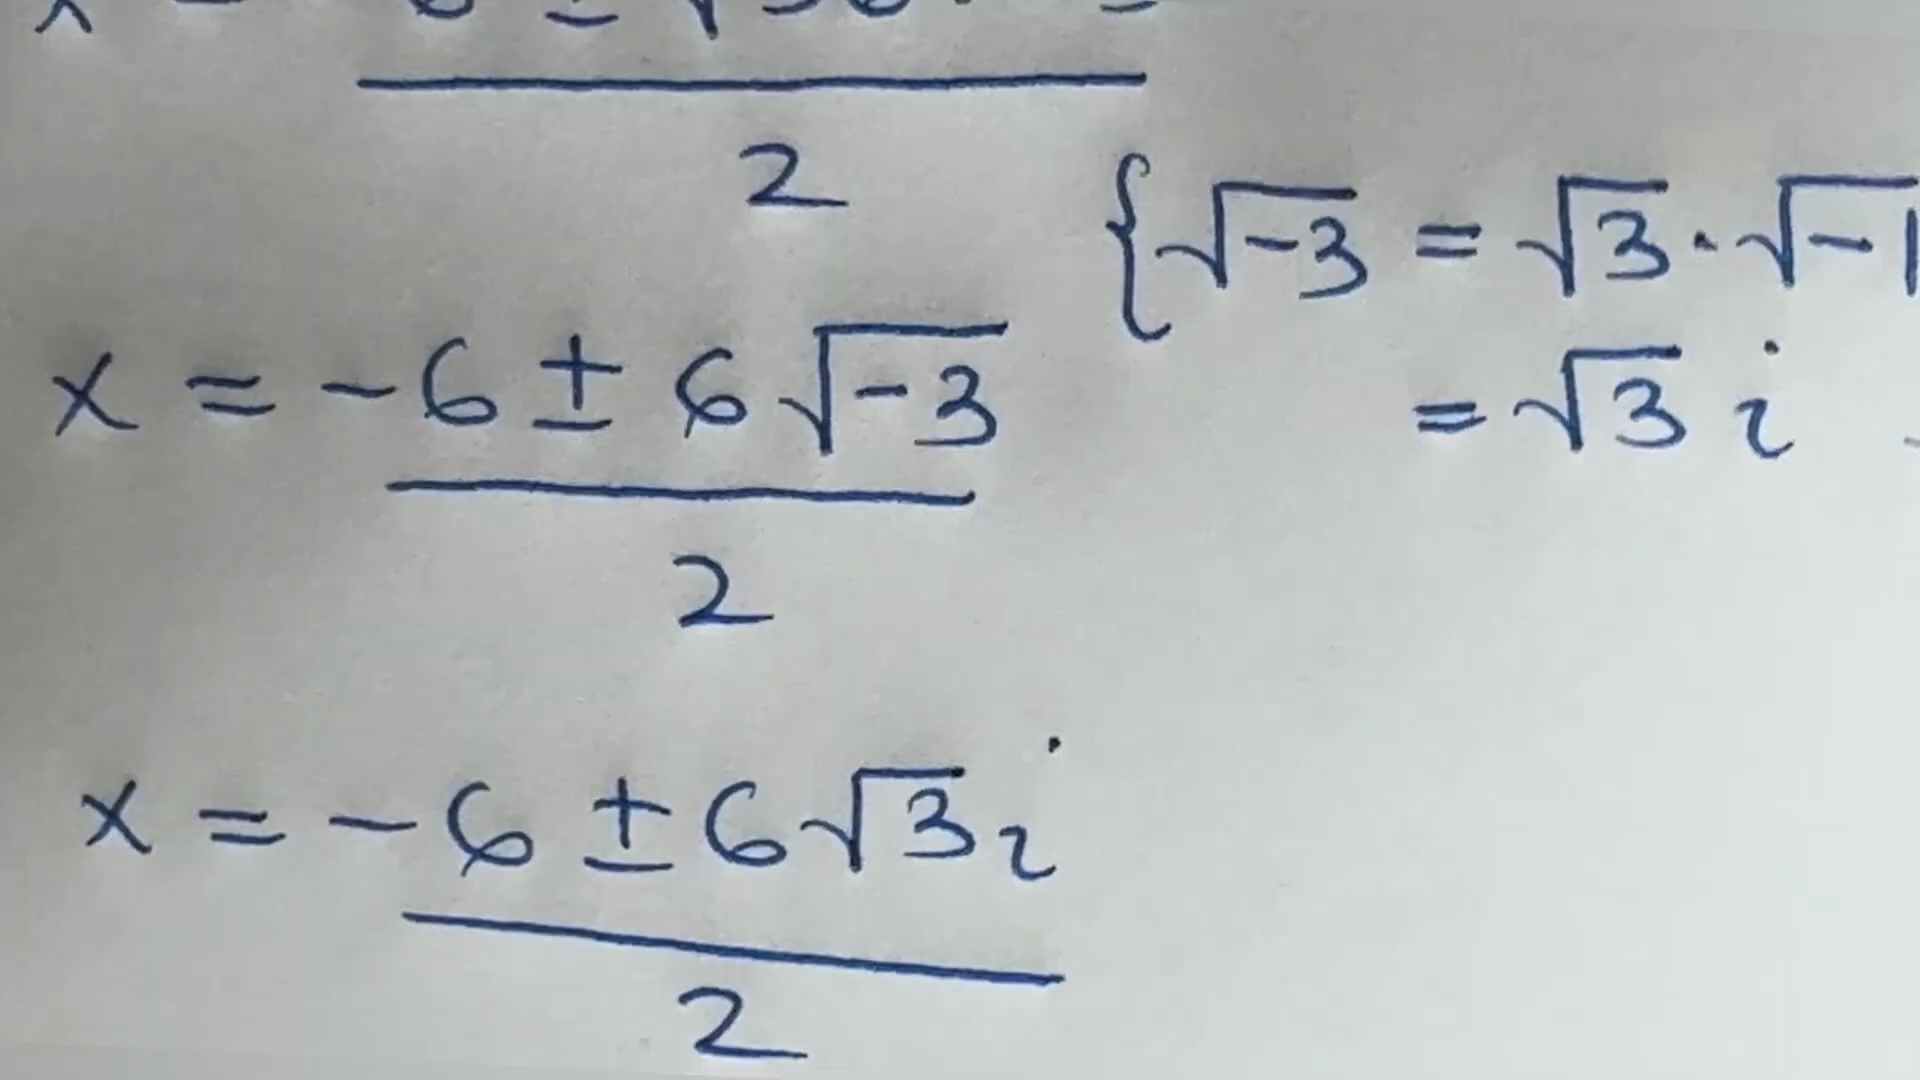 2
{√-3 = √3 · √-1
x = -6 ± 6√-3
= √3 i
2
x = -6 ± 6√3 i
2